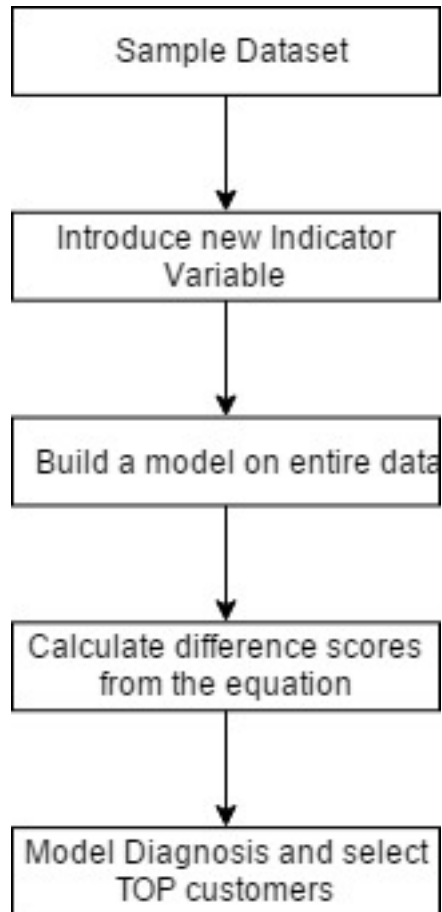 Sample Dataset
Introduce new Indicator
Variable
Build a model on entire data
Calculate difference scores
from the equation
Model Diagnosis and select
TOP customers